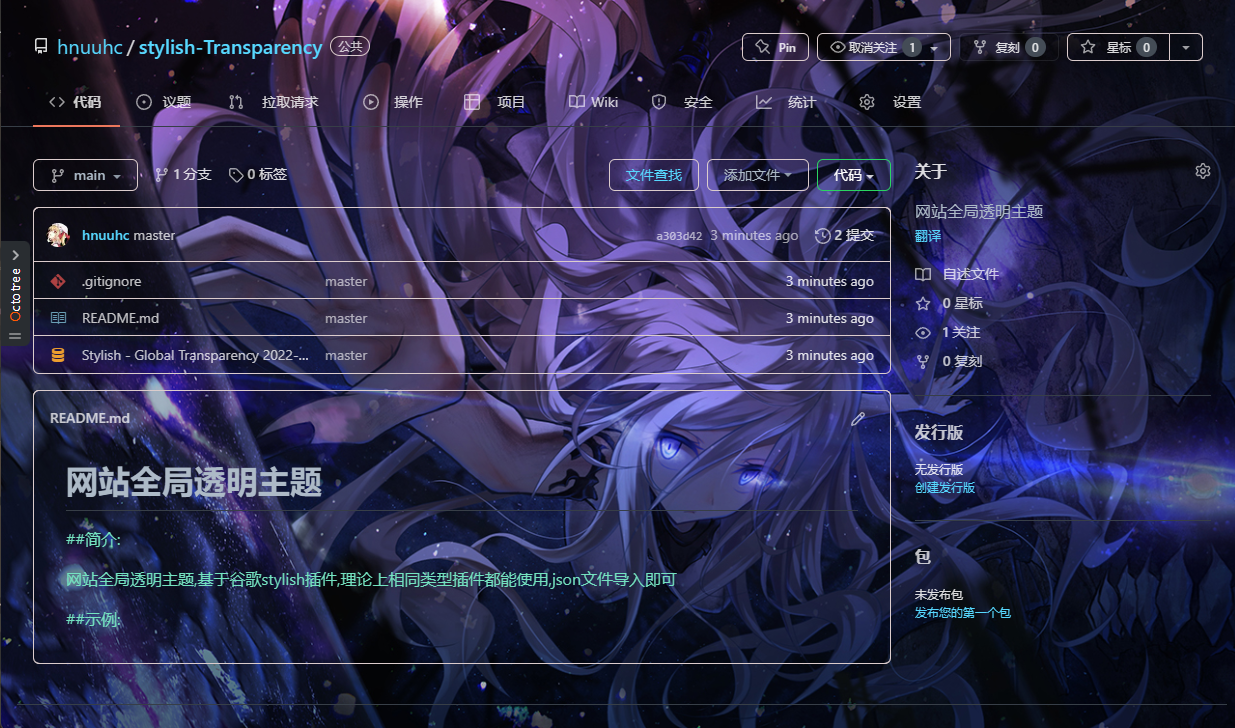 hnuuhc / stylish-Transparency 公共
Pin 取消关注 1 复刻 0 星标 0
代码 议题 拉取请求 操作 项目 Wiki 安全 统计 设置
main 1 分支 0 标签 文件查找 添加文件 代码
hnuuhc master a303d42 3 minutes ago 2 提交
.gitignore master 3 minutes ago
README.md master 3 minutes ago
Stylish - Global Transparency 2022-... master 3 minutes ago
Octotree
README.md
网站全局透明主题
##简介:
网站全局透明主题,基于谷歌stylish插件,理论上相同类型插件都能使用,json文件导入即可
##示例:
关于
网站全局透明主题
翻译
自述文件
0 星标
1 关注
0 复刻
发行版
无发行版
创建发行版
包
未发布包
发布您的第一个包